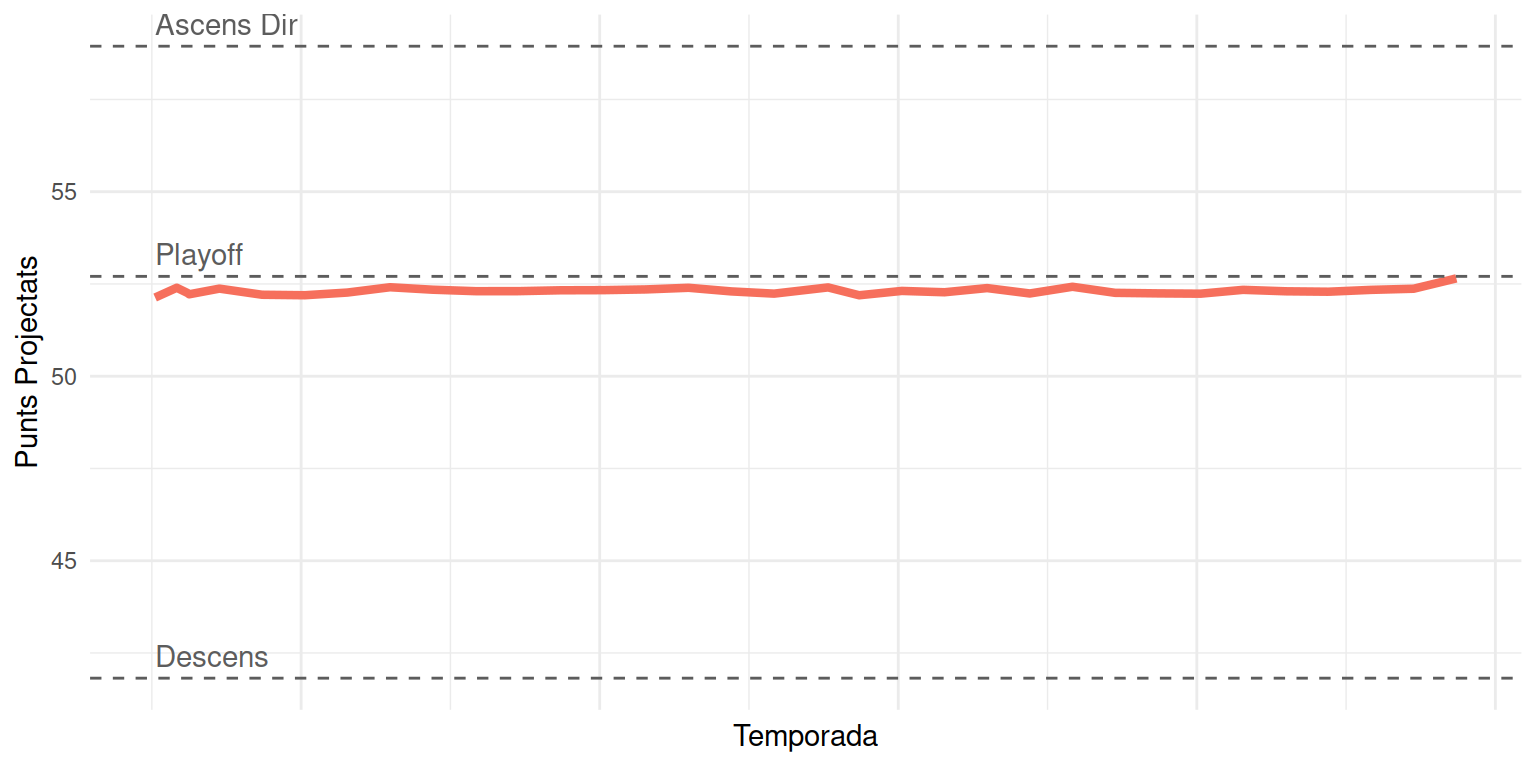 Ascens Dir
55
Playoff
50
45
Descens
Punts Projectats
Temporada